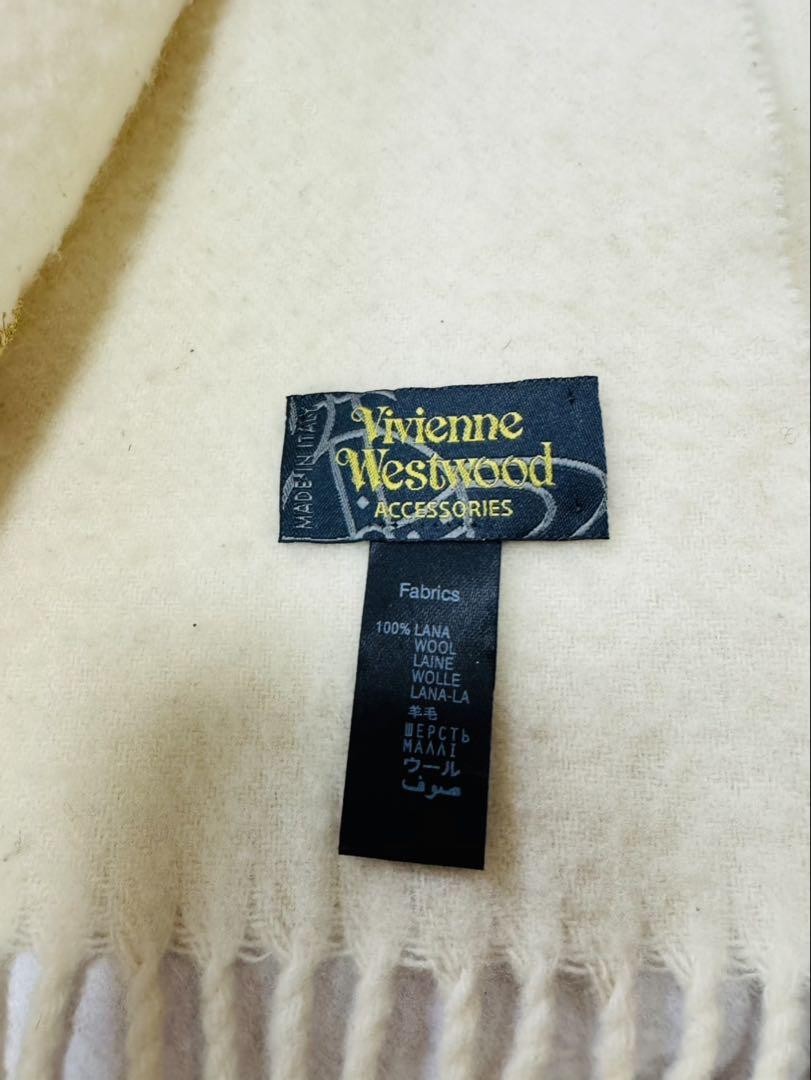 MADE IN ITALY
Vivienne
Westwood
ACCESSORIES
Fabrics
100% LANA
WOOL
LAINE
WOLLE
LANA-LA
羊毛
ШЕРСТЬ
ΜΑΛΛΙ
ウール
صوف